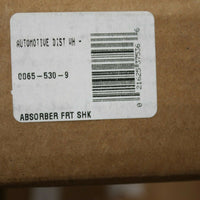 AUTOMOTIVE DIST WH -
0065-530-9
ABSORBER FRT SHK